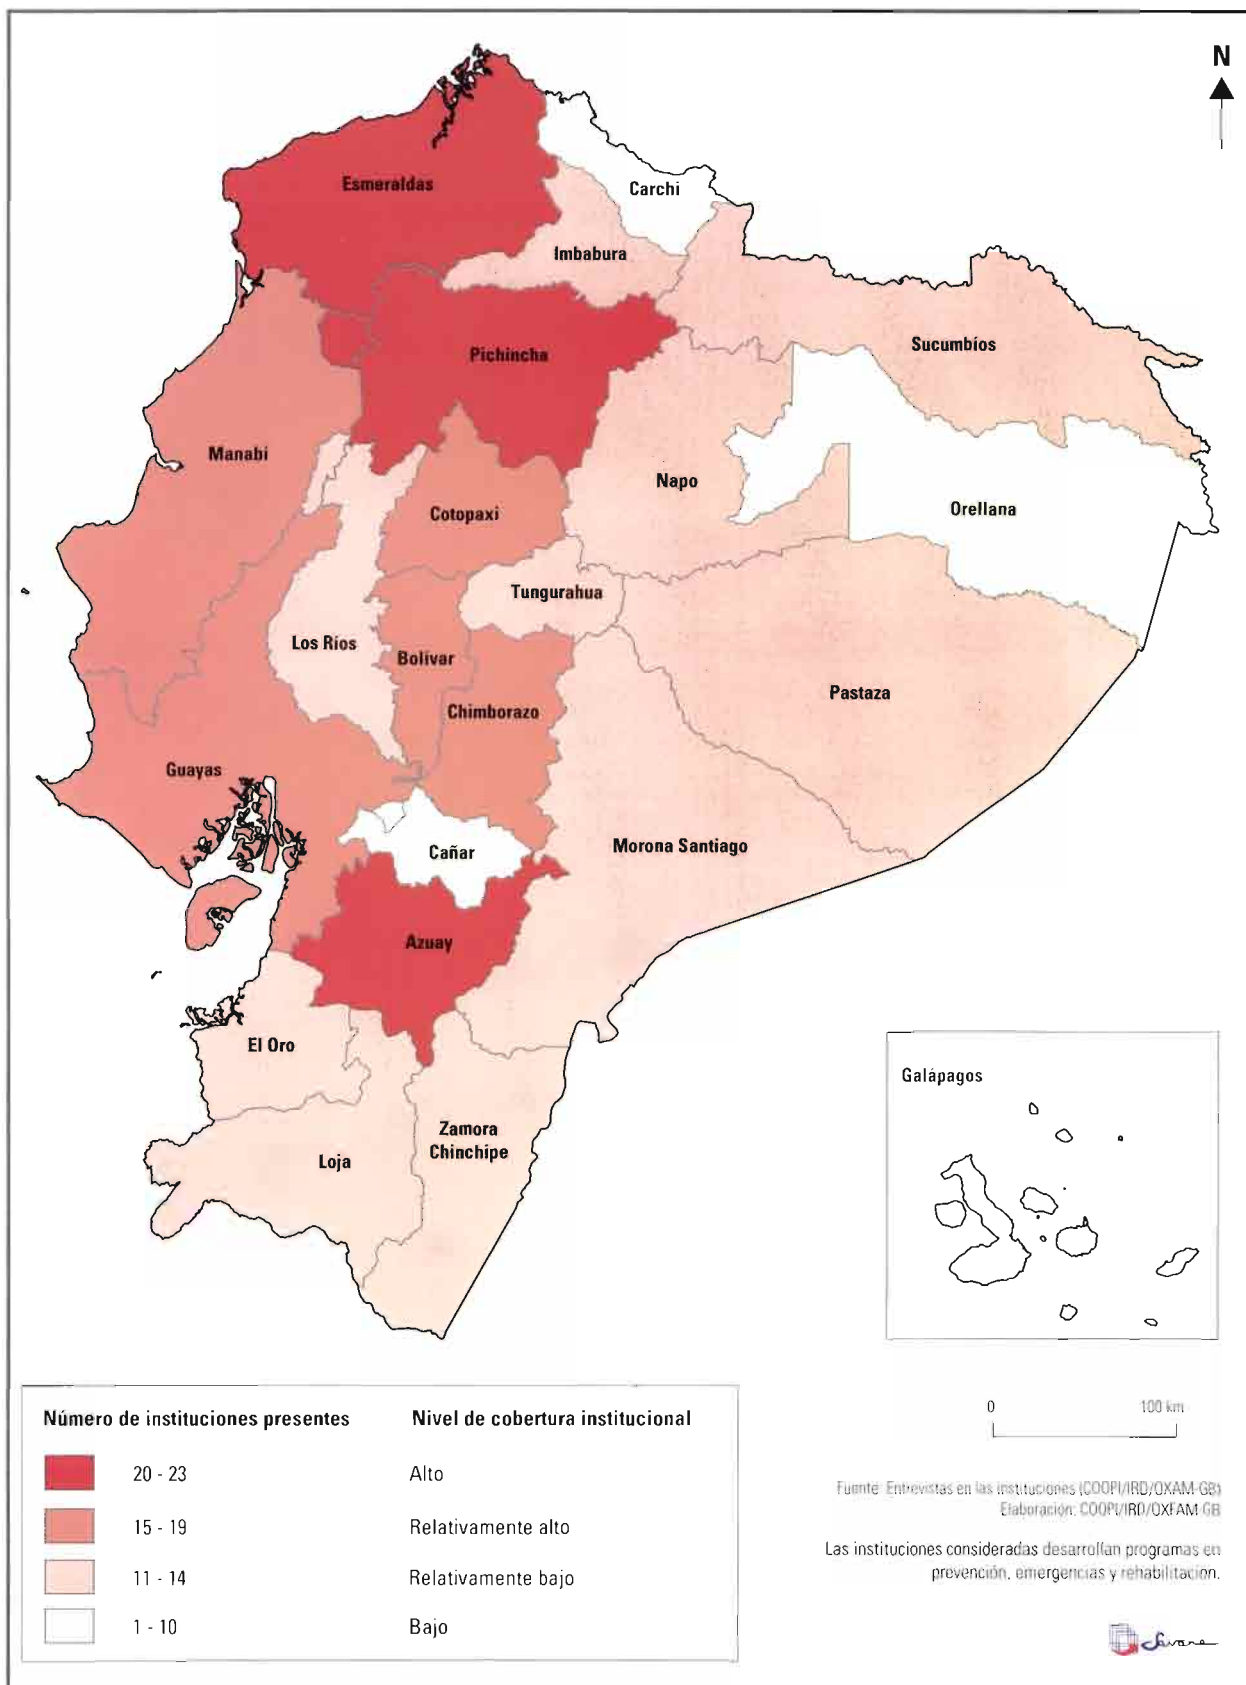 N
Esmeraldas
Carchi
Imbabura
Pichincha
Sucumbíos
Manabí
Napo
Cotopaxi
Orellana
Tungurahua
Los Ríos
Bolívar
Pastaza
Chimborazo
Guayas
Morona Santiago
Cañar
Azuay
El Oro
Galápagos
Zamora
Chinchipe
Loja
Número de instituciones presentes Nivel de cobertura institucional
20 - 23 Alto
15 - 19 Relativamente alto
11 - 14 Relativamente bajo
1 - 10 Bajo
0 100 km
Fuente: Entrevistas en las instituciones (COOPI/IRD/OXAM-GB)
Elaboración: COOPI/IRD/OXFAM-GB
Las instituciones consideradas desarrollan programas en
prevención, emergencias y rehabilitación.
Savane